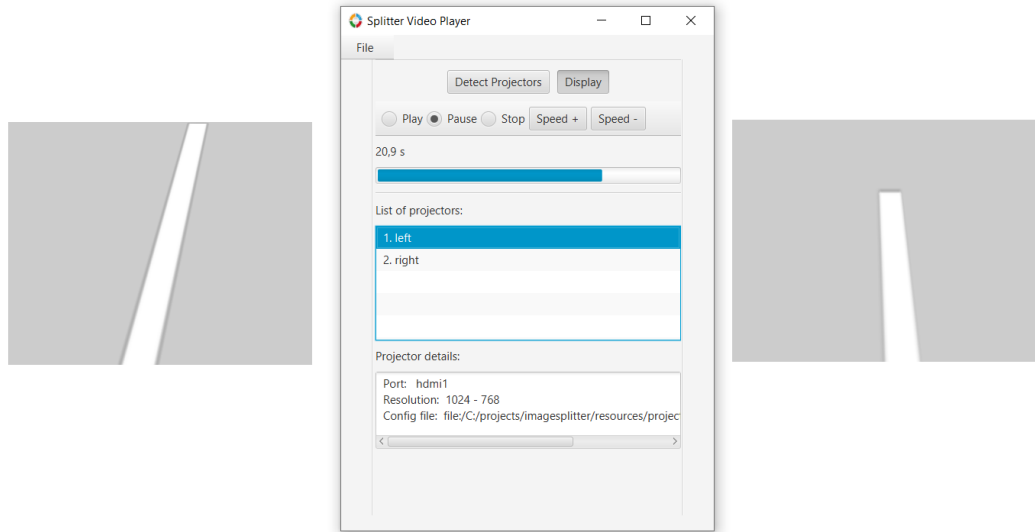 Splitter Video Player
File
Detect Projectors Display
Play Pause Stop Speed + Speed -
20,9 s
List of projectors:
1. left
2. right
Projector details:
Port: hdmi1
Resolution: 1024 - 768
Config file: file:/C:/projects/imagesplitter/resources/projec